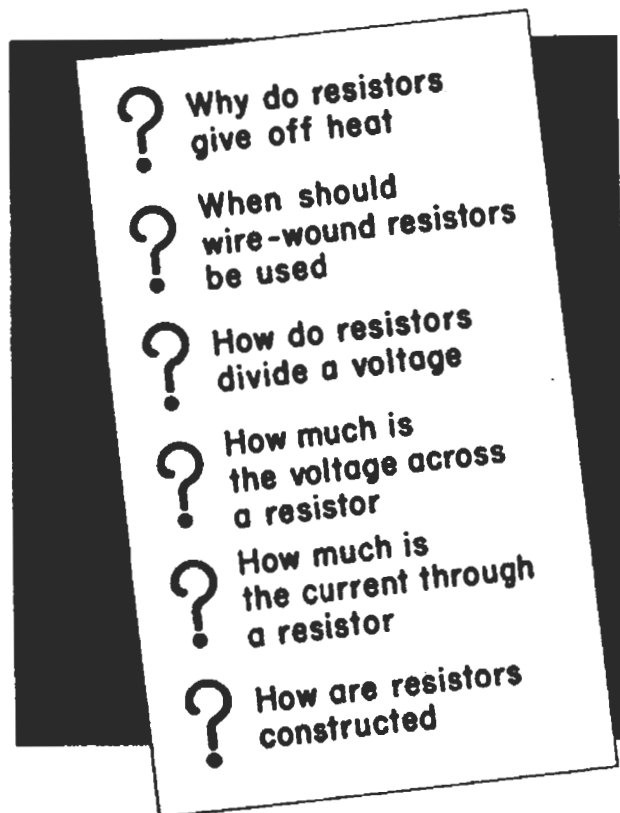 ? Why do resistors
give off heat
? When should
wire-wound resistors
be used
? How do resistors
divide a voltage
? How much is
the voltage across
a resistor
? How much is
the current through
a resistor
? How are resistors
constructed